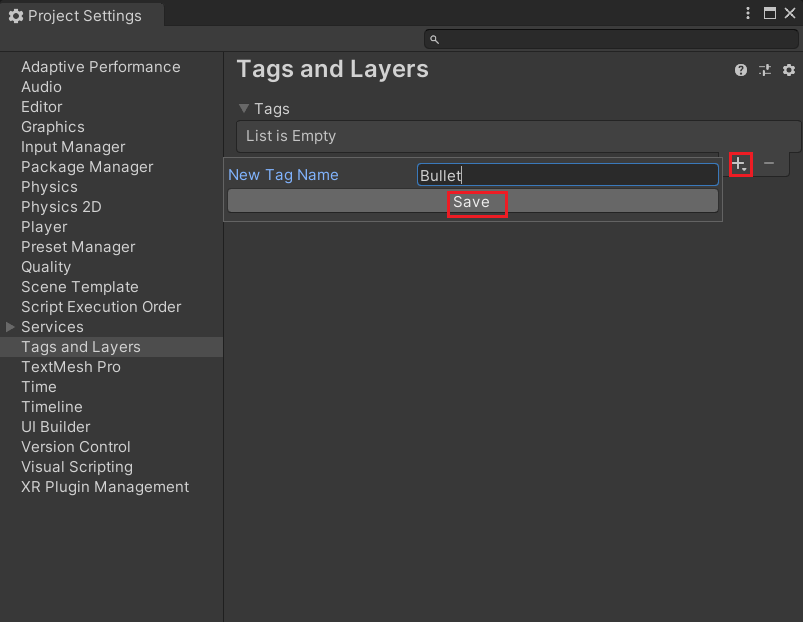 Project Settings
Adaptive Performance
Audio
Editor
Graphics
Input Manager
Package Manager
Physics
Physics 2D
Player
Preset Manager
Quality
Scene Template
Script Execution Order
Services
Tags and Layers
TextMesh Pro
Time
Timeline
UI Builder
Version Control
Visual Scripting
XR Plugin Management
Tags and Layers
Tags
List is Empty
New Tag Name Bullet
Save